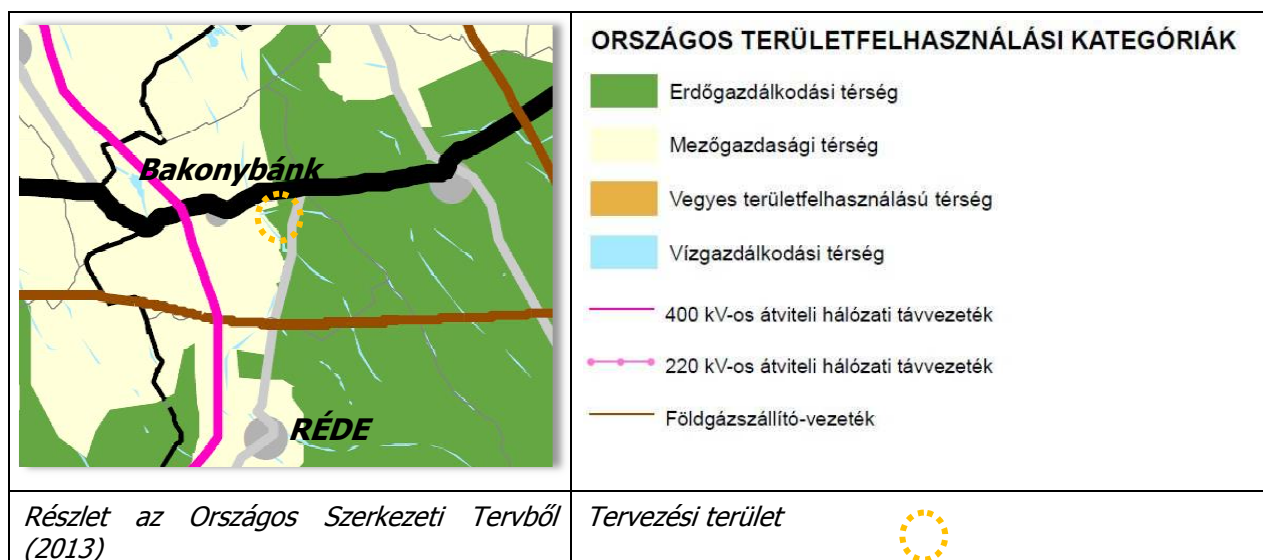 Bakonybánk
RÉDE
ORSZÁGOS TERÜLETFELHASZNÁLÁSI KATEGÓRIÁK
Erdőgazdálkodási térség
Mezőgazdasági térség
Vegyes területfelhasználású térség
Vízgazdálkodási térség
400 kV-os átviteli hálózati távvezeték
220 kV-os átviteli hálózati távvezeték
Földgázszállító-vezeték
Részlet az Országos Szerkezeti Tervből
(2013)
Tervezési terület